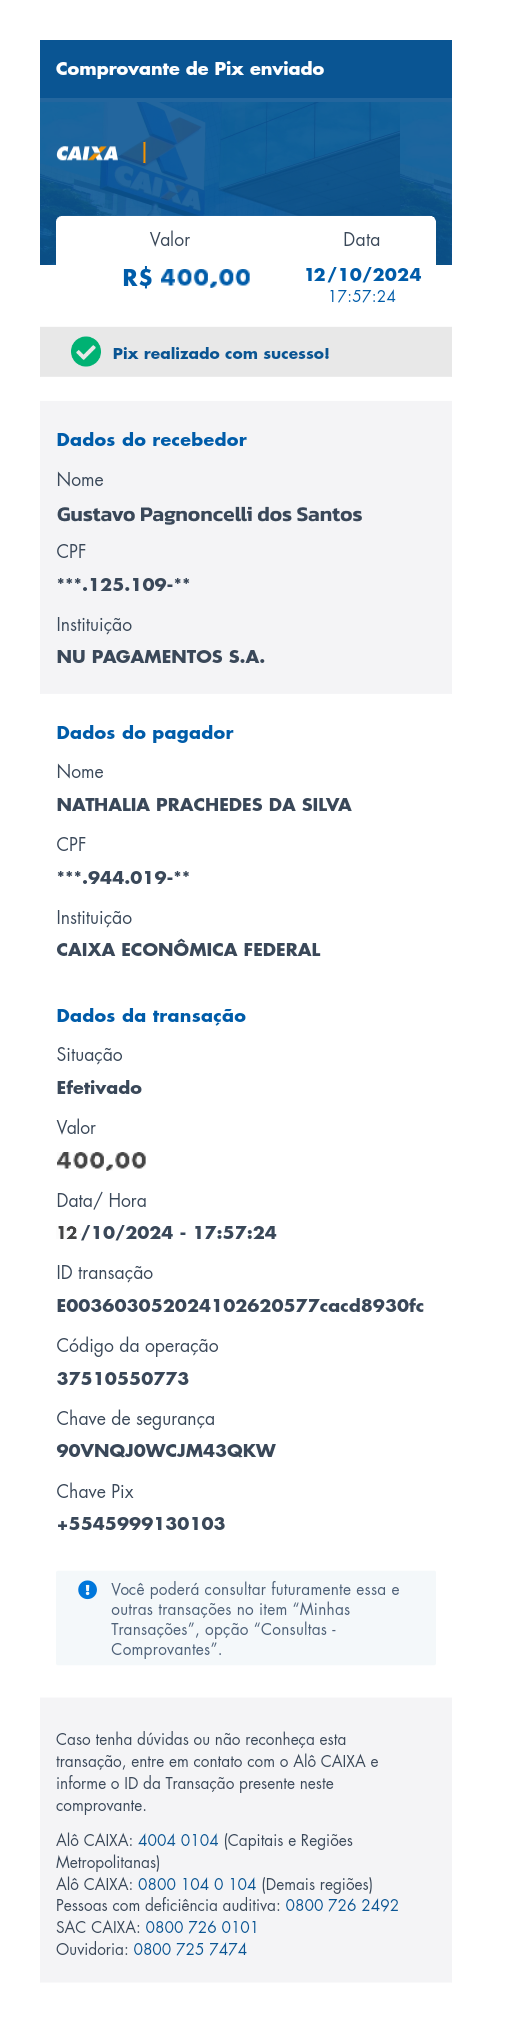 Comprovante de Pix enviado
CAIXA
CAIXA
Valor
Data
R$ 400,00
12/10/2024
17:57:24
Pix realizado com sucesso!
Dados do recebedor
Nome
Gustavo Pagnoncelli dos Santos
CPF
***.125.109-**
Instituição
NU PAGAMENTOS S.A.
Dados do pagador
Nome
NATHALIA PRACHEDES DA SILVA
CPF
***.944.019-**
Instituição
CAIXA ECONÔMICA FEDERAL
Dados da transação
Situação
Efetivado
Valor
400,00
Data/ Hora
12 /10/2024 - 17:57:24
ID transação
E003603052024102620577cacd8930fc
Código da operação
37510550773
Chave de segurança
90VNQJ0WCJM43QKW
Chave Pix
+5545999130103
Você poderá consultar futuramente essa e
outras transações no item “Minhas
Transações”, opção “Consultas -
Comprovantes”.
Caso tenha dúvidas ou não reconheça esta
transação, entre em contato com o Alô CAIXA e
informe o ID da Transação presente neste
comprovante.
Alô CAIXA: 4004 0104 (Capitais e Regiões
Metropolitanas)
Alô CAIXA: 0800 104 0 104 (Demais regiões)
Pessoas com deficiência auditiva: 0800 726 2492
SAC CAIXA: 0800 726 0101
Ouvidoria: 0800 725 7474